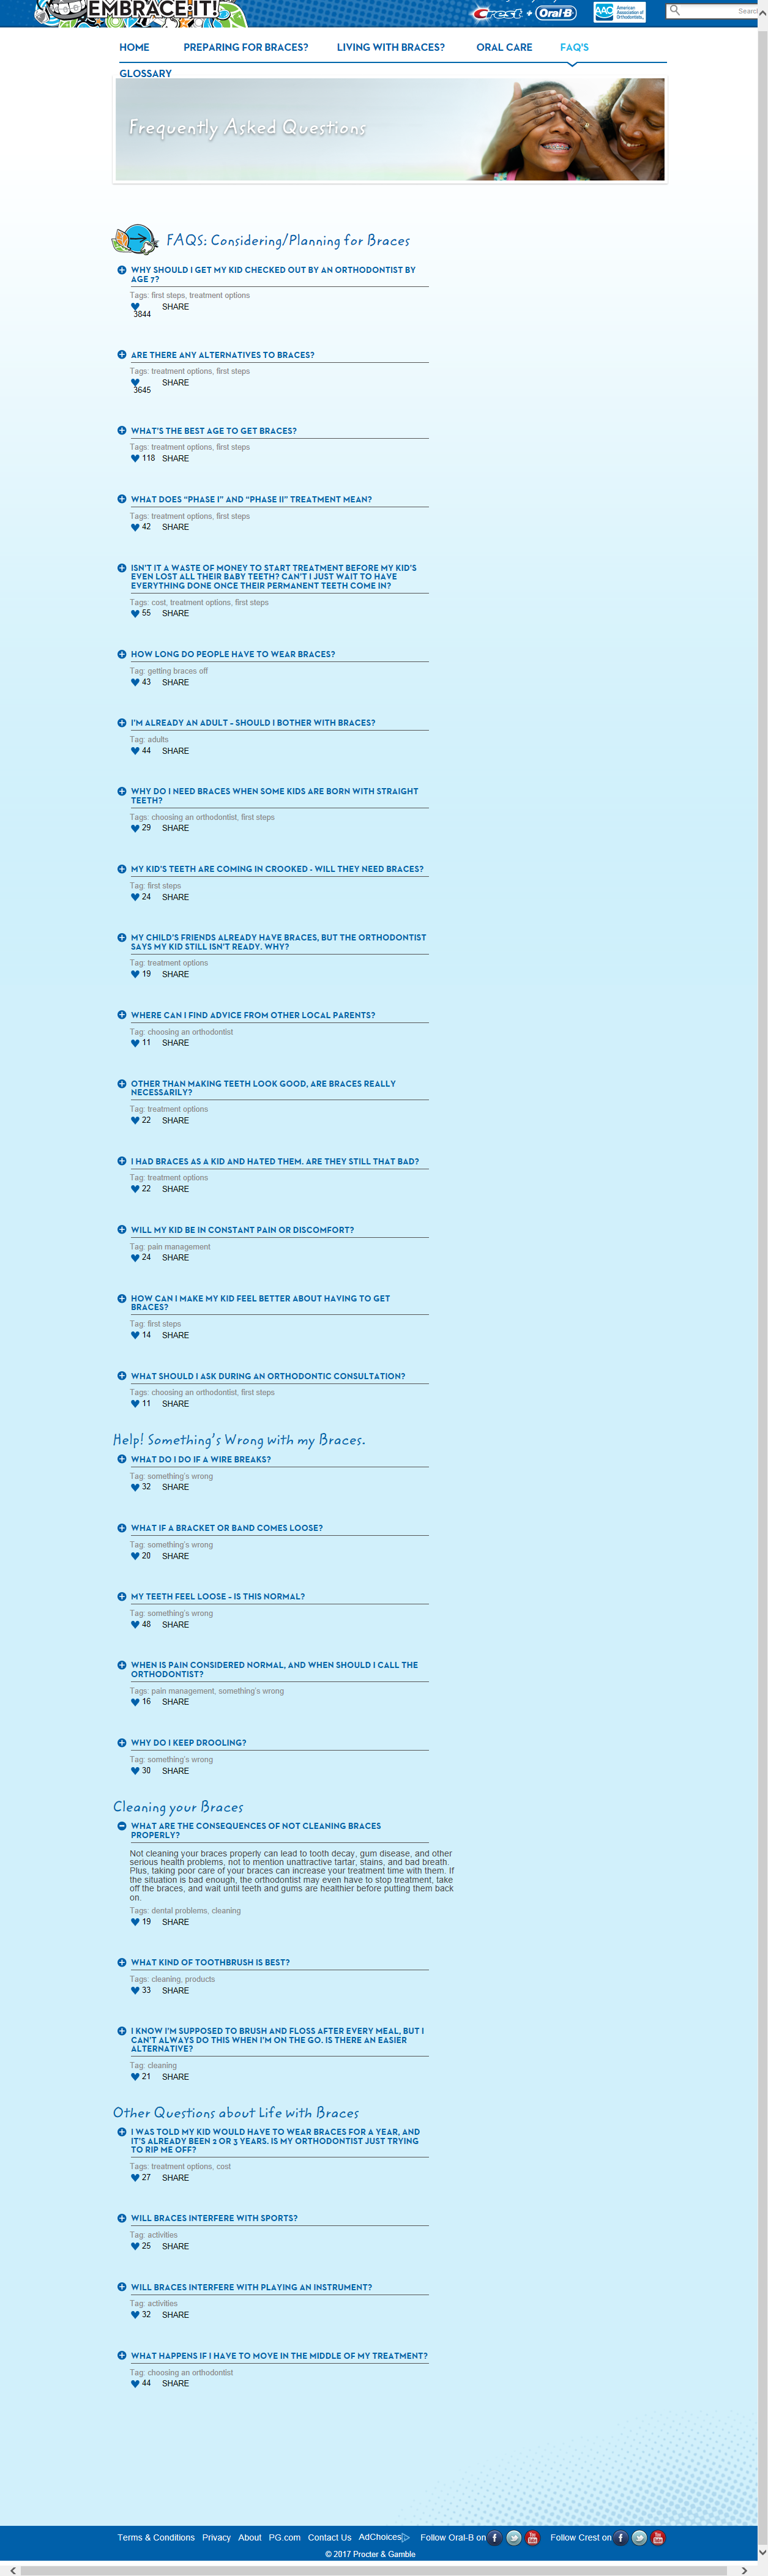 EMBRACE IT!
Crest + Oral-B
AAO American Association of Orthodontists
Search
HOME PREPARING FOR BRACES? LIVING WITH BRACES? ORAL CARE FAQ'S
GLOSSARY
Frequently Asked Questions
FAQS: Considering/Planning for Braces
WHY SHOULD I GET MY KID CHECKED OUT BY AN ORTHODONTIST BY
AGE 7?
Tags: first steps, treatment options
SHARE
3844
ARE THERE ANY ALTERNATIVES TO BRACES?
Tags: treatment options, first steps
SHARE
3645
WHAT'S THE BEST AGE TO GET BRACES?
Tags: treatment options, first steps
118 SHARE
WHAT DOES “PHASE I” AND “PHASE II” TREATMENT MEAN?
Tags: treatment options, first steps
42 SHARE
ISN'T IT A WASTE OF MONEY TO START TREATMENT BEFORE MY KID'S
EVEN LOST ALL THEIR BABY TEETH? CAN'T I JUST WAIT TO HAVE
EVERYTHING DONE ONCE THEIR PERMANENT TEETH COME IN?
Tags: cost, treatment options, first steps
55 SHARE
HOW LONG DO PEOPLE HAVE TO WEAR BRACES?
Tag: getting braces off
43 SHARE
I'M ALREADY AN ADULT - SHOULD I BOTHER WITH BRACES?
Tag: adults
44 SHARE
WHY DO I NEED BRACES WHEN SOME KIDS ARE BORN WITH STRAIGHT
TEETH?
Tags: choosing an orthodontist, first steps
29 SHARE
MY KID'S TEETH ARE COMING IN CROOKED - WILL THEY NEED BRACES?
Tag: first steps
24 SHARE
MY CHILD'S FRIENDS ALREADY HAVE BRACES, BUT THE ORTHODONTIST
SAYS MY KID STILL ISN'T READY. WHY?
Tag: treatment options
19 SHARE
WHERE CAN I FIND ADVICE FROM OTHER LOCAL PARENTS?
Tag: choosing an orthodontist
11 SHARE
OTHER THAN MAKING TEETH LOOK GOOD, ARE BRACES REALLY
NECESSARILY?
Tag: treatment options
22 SHARE
I HAD BRACES AS A KID AND HATED THEM. ARE THEY STILL THAT BAD?
Tag: treatment options
22 SHARE
WILL MY KID BE IN CONSTANT PAIN OR DISCOMFORT?
Tag: pain management
24 SHARE
HOW CAN I MAKE MY KID FEEL BETTER ABOUT HAVING TO GET
BRACES?
Tag: first steps
14 SHARE
WHAT SHOULD I ASK DURING AN ORTHODONTIC CONSULTATION?
Tags: choosing an orthodontist, first steps
11 SHARE
Help! Something's Wrong with my Braces.
WHAT DO I DO IF A WIRE BREAKS?
Tag: something's wrong
32 SHARE
WHAT IF A BRACKET OR BAND COMES LOOSE?
Tag: something's wrong
20 SHARE
MY TEETH FEEL LOOSE - IS THIS NORMAL?
Tag: something's wrong
48 SHARE
WHEN IS PAIN CONSIDERED NORMAL, AND WHEN SHOULD I CALL THE
ORTHODONTIST?
Tags: pain management, something's wrong
16 SHARE
WHY DO I KEEP DROOLING?
Tag: something's wrong
30 SHARE
Cleaning your Braces
WHAT ARE THE CONSEQUENCES OF NOT CLEANING BRACES
PROPERLY?
Not cleaning your braces properly can lead to tooth decay, gum disease, and other
serious health problems, not to mention unattractive tartar, stains, and bad breath.
Plus, taking poor care of your braces can increase your treatment time with them. If
the situation is bad enough, the orthodontist may even have to stop treatment, take
off the braces, and wait until teeth and gums are healthier before putting them back
on.
Tags: dental problems, cleaning
19 SHARE
WHAT KIND OF TOOTHBRUSH IS BEST?
Tags: cleaning, products
33 SHARE
I KNOW I'M SUPPOSED TO BRUSH AND FLOSS AFTER EVERY MEAL, BUT I
CAN'T ALWAYS DO THIS WHEN I'M ON THE GO. IS THERE AN EASIER
ALTERNATIVE?
Tag: cleaning
21 SHARE
Other Questions about Life with Braces
I WAS TOLD MY KID WOULD HAVE TO WEAR BRACES FOR A YEAR, AND
IT'S ALREADY BEEN 2 OR 3 YEARS. IS MY ORTHODONTIST JUST TRYING
TO RIP ME OFF?
Tags: treatment options, cost
27 SHARE
WILL BRACES INTERFERE WITH SPORTS?
Tag: activities
25 SHARE
WILL BRACES INTERFERE WITH PLAYING AN INSTRUMENT?
Tag: activities
32 SHARE
WHAT HAPPENS IF I HAVE TO MOVE IN THE MIDDLE OF MY TREATMENT?
Tag: choosing an orthodontist
44 SHARE
Terms & Conditions Privacy About PG.com Contact Us AdChoices Follow Oral-B on Follow Crest on
© 2017 Procter & Gamble